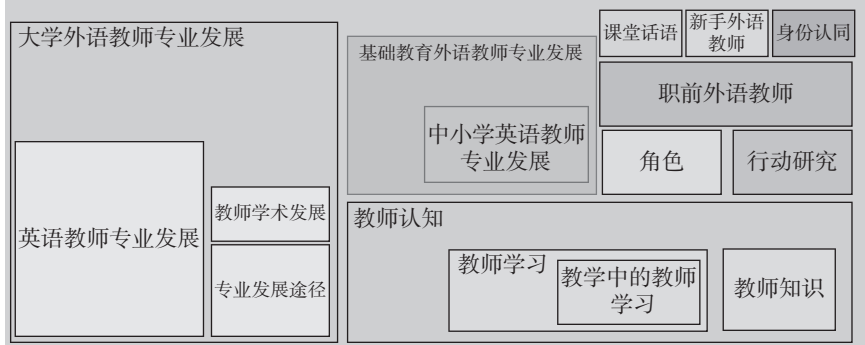 大学外语教师专业发展
英语教师专业发展
教师学术发展
专业发展途径
基础教育外语教师专业发展
中小学英语教师
专业发展
课堂话语
新手外语
教师
身份认同
职前外语教师
角色
行动研究
教师认知
教师学习
教学中的教师
学习
教师知识